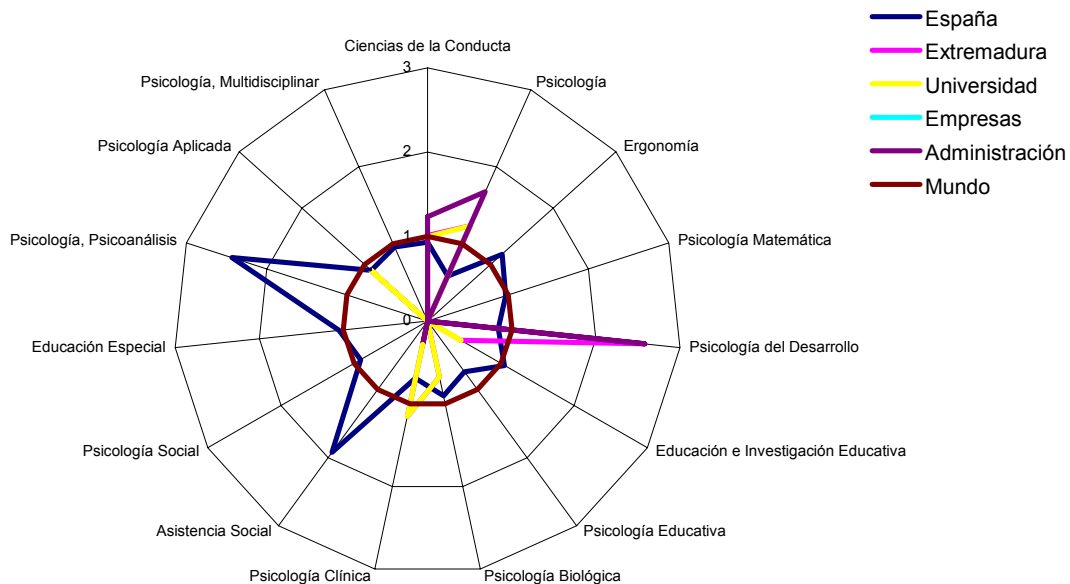 España
Extremadura
Universidad
Empresas
Administración
Mundo
Ciencias de la Conducta
Psicología
Ergonomía
Psicología Matemática
Psicología del Desarrollo
Educación e Investigación Educativa
Psicología Educativa
Psicología Biológica
Psicología Clínica
Asistencia Social
Psicología Social
Educación Especial
Psicología, Psicoanálisis
Psicología Aplicada
Psicología, Multidisciplinar
3
2
1
0